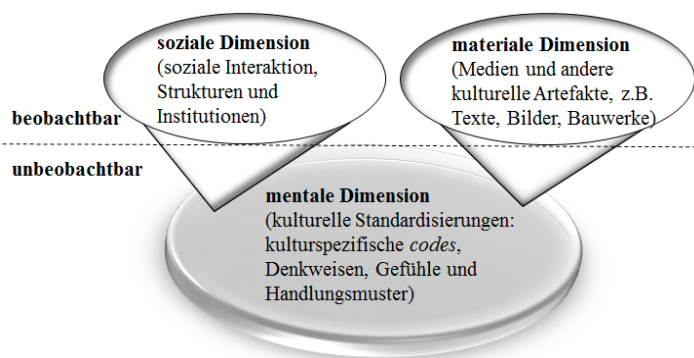 soziale Dimension
(soziale Interaktion,
Strukturen und
Institutionen)
materiale Dimension
(Medien und andere
kulturelle Artefakte, z.B.
Texte, Bilder, Bauwerke)
beobachtbar
unbeobachtbar
mentale Dimension
(kulturelle Standardisierungen:
kulturspezifische codes,
Denkweisen, Gefühle und
Handlungsmuster)